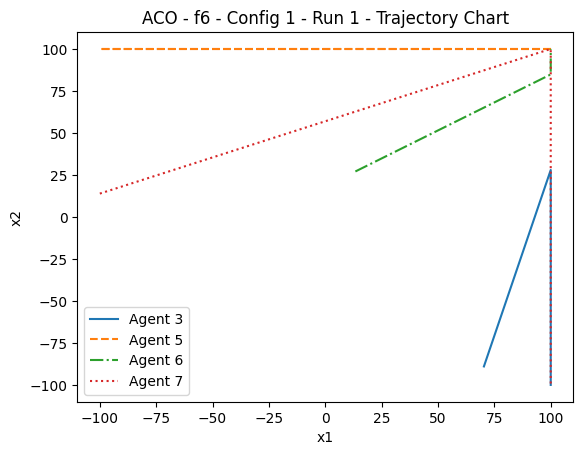 ACO - f6 - Config 1 - Run 1 - Trajectory Chart
100
75
50
25
0
−25
−50
−75
−100
x2
Agent 3
Agent 5
Agent 6
Agent 7
−100 −75 −50 −25 0 25 50 75 100
x1